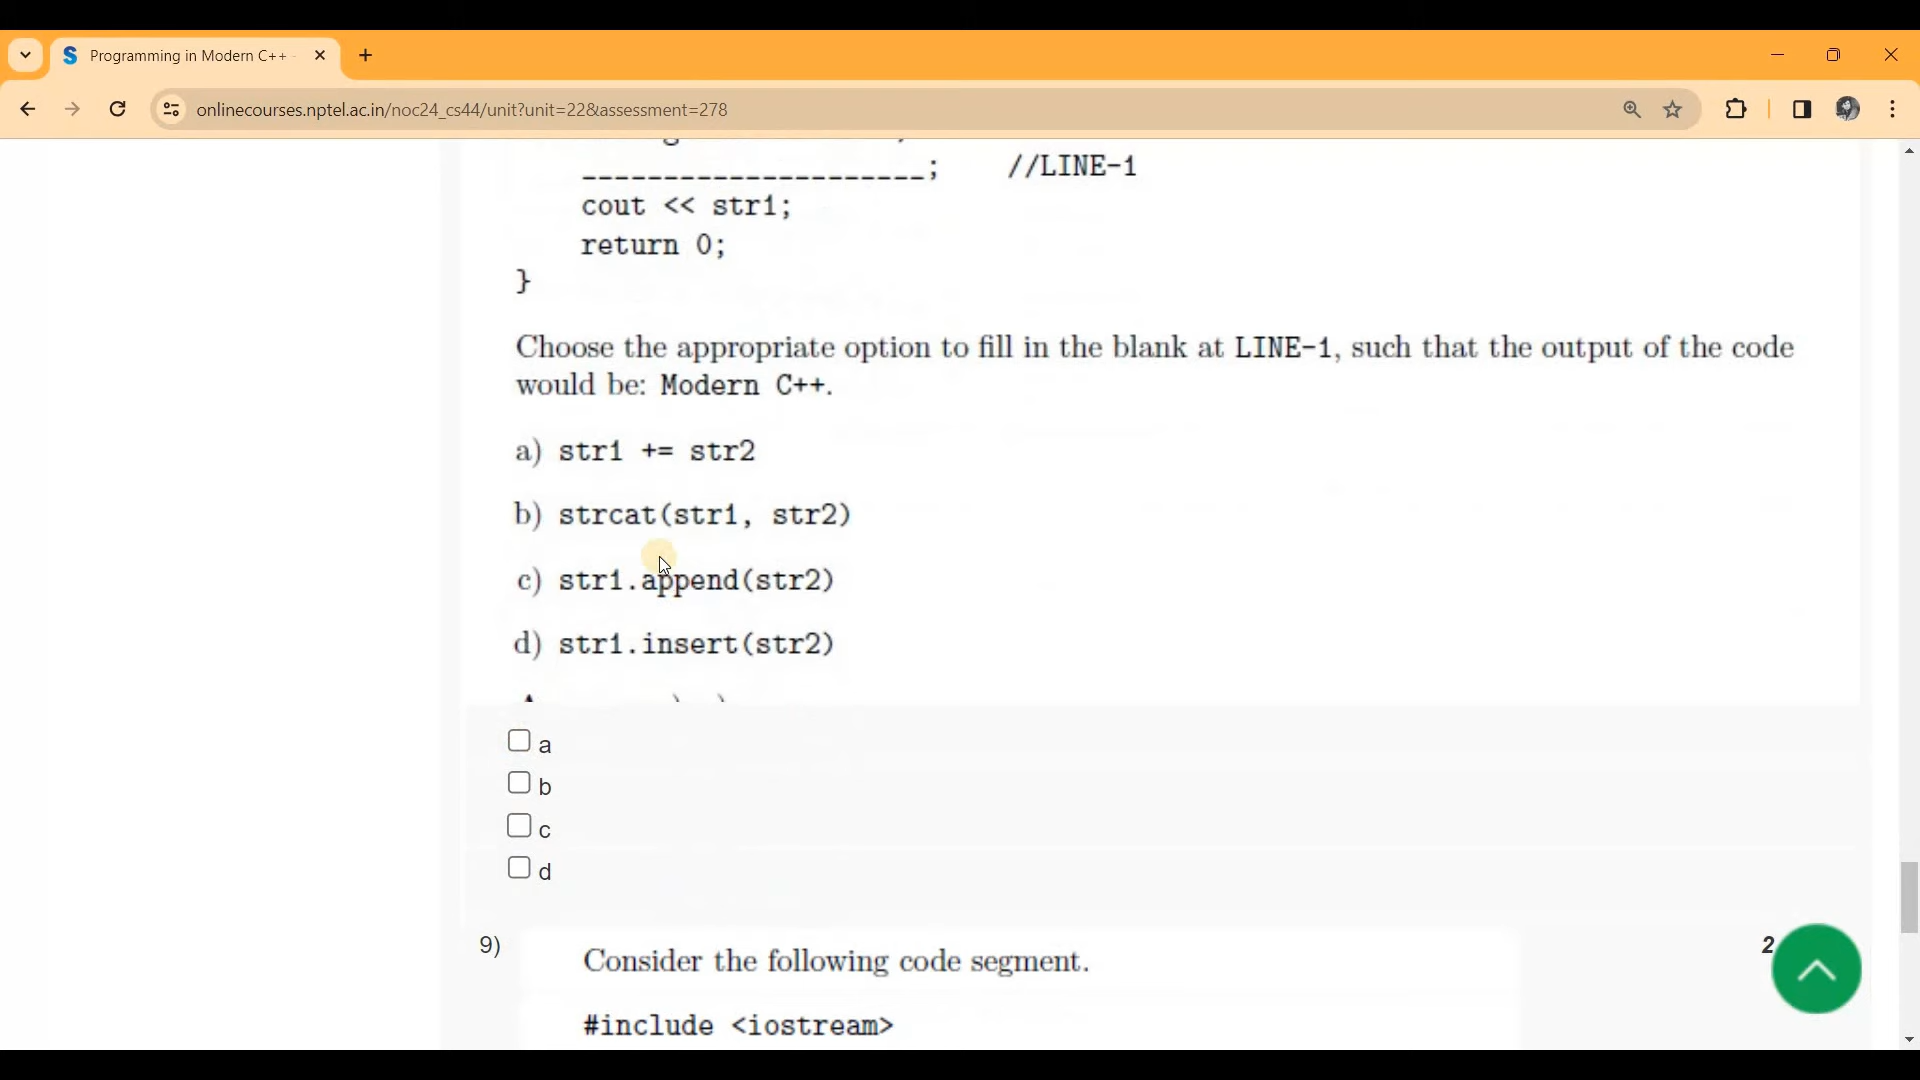 Programming in Modern C++ -
onlinecourses.nptel.ac.in/noc24_cs44/unit?unit=22&assessment=278
_____________________; //LINE-1
cout << str1;
return 0;
}
Choose the appropriate option to fill in the blank at LINE-1, such that the output of the code
would be: Modern C++.
a) str1 += str2
b) strcat(str1, str2)
c) str1.append(str2)
d) str1.insert(str2)
a
b
c
d
9)
Consider the following code segment.
2
#include <iostream>